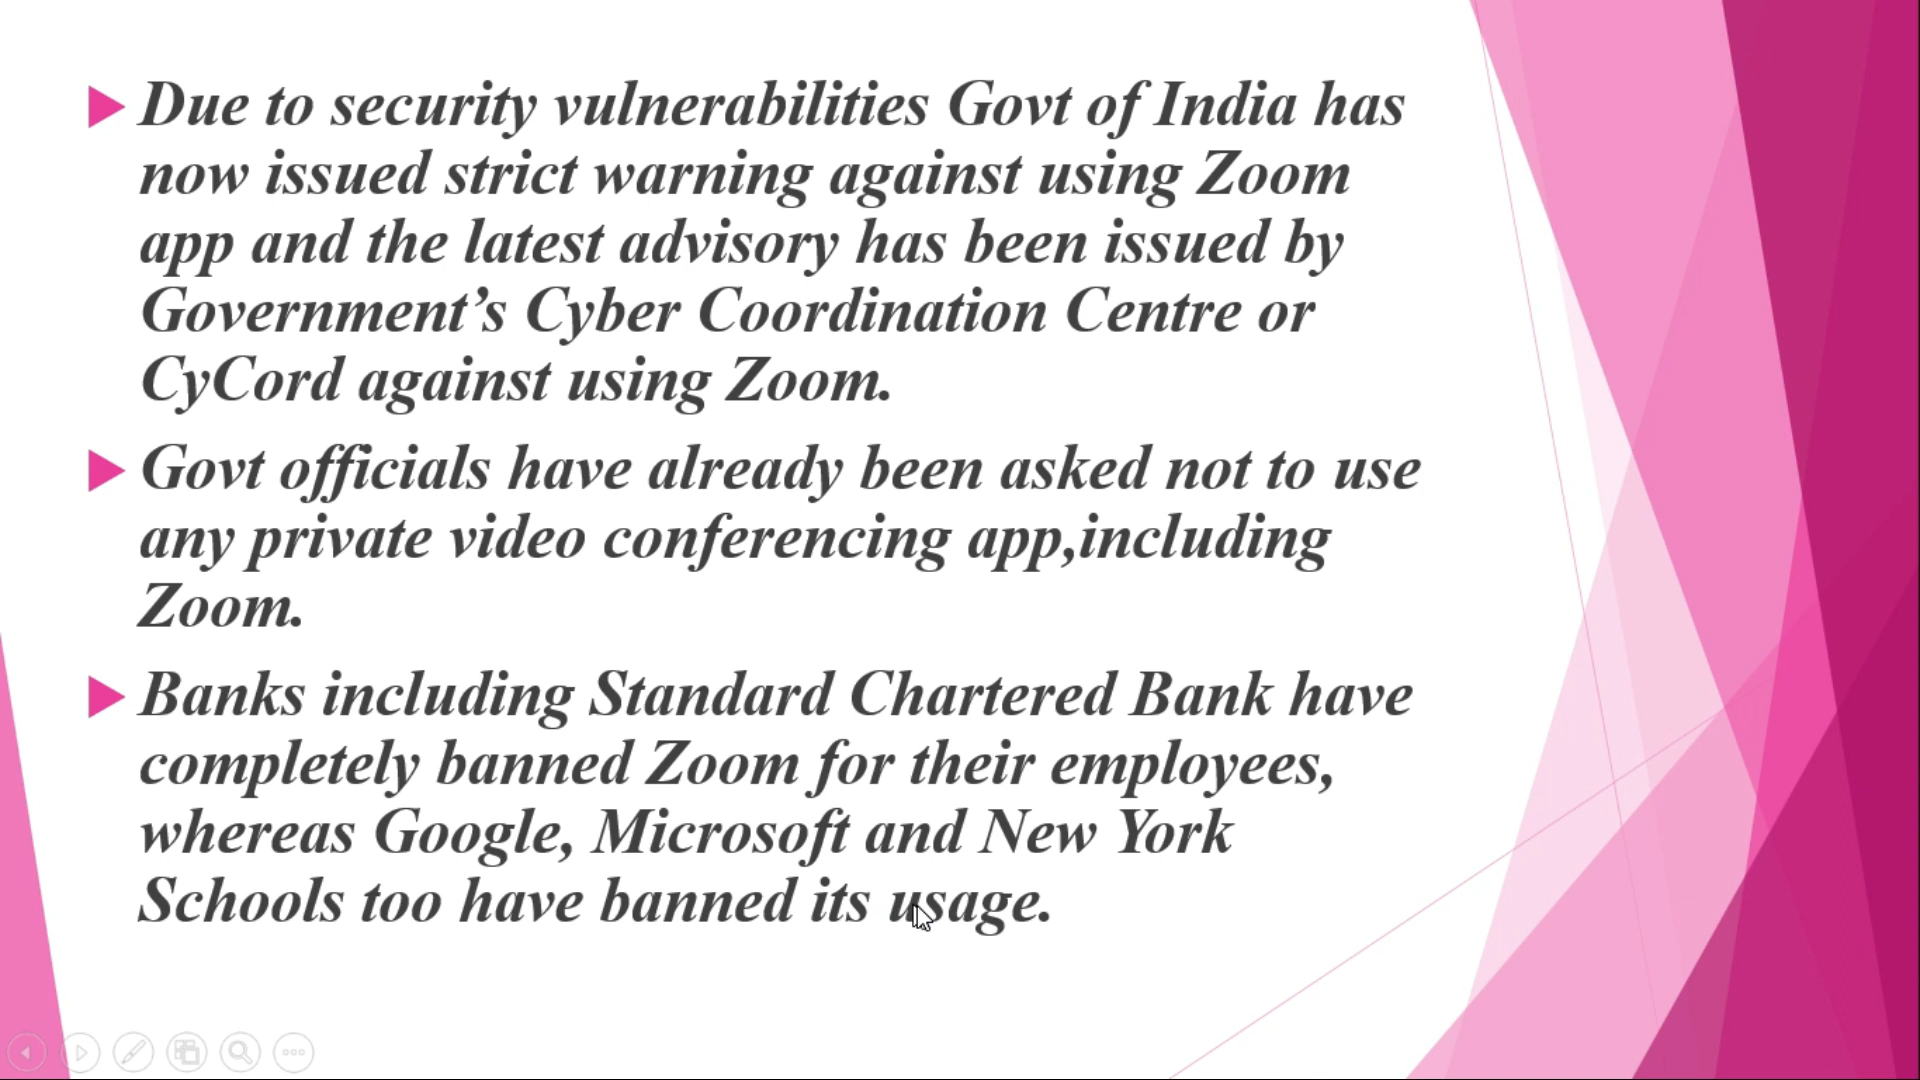 Due to security vulnerabilities Govt of India has
now issued strict warning against using Zoom
app and the latest advisory has been issued by
Government’s Cyber Coordination Centre or
CyCord against using Zoom.
Govt officials have already been asked not to use
any private video conferencing app,including
Zoom.
Banks including Standard Chartered Bank have
completely banned Zoom for their employees,
whereas Google, Microsoft and New York
Schools too have banned its usage.